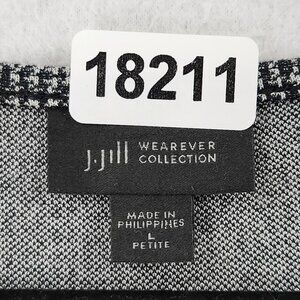 18211
J.Jill WEAREVER
COLLECTION
MADE IN
PHILIPPINES
L
PETITE